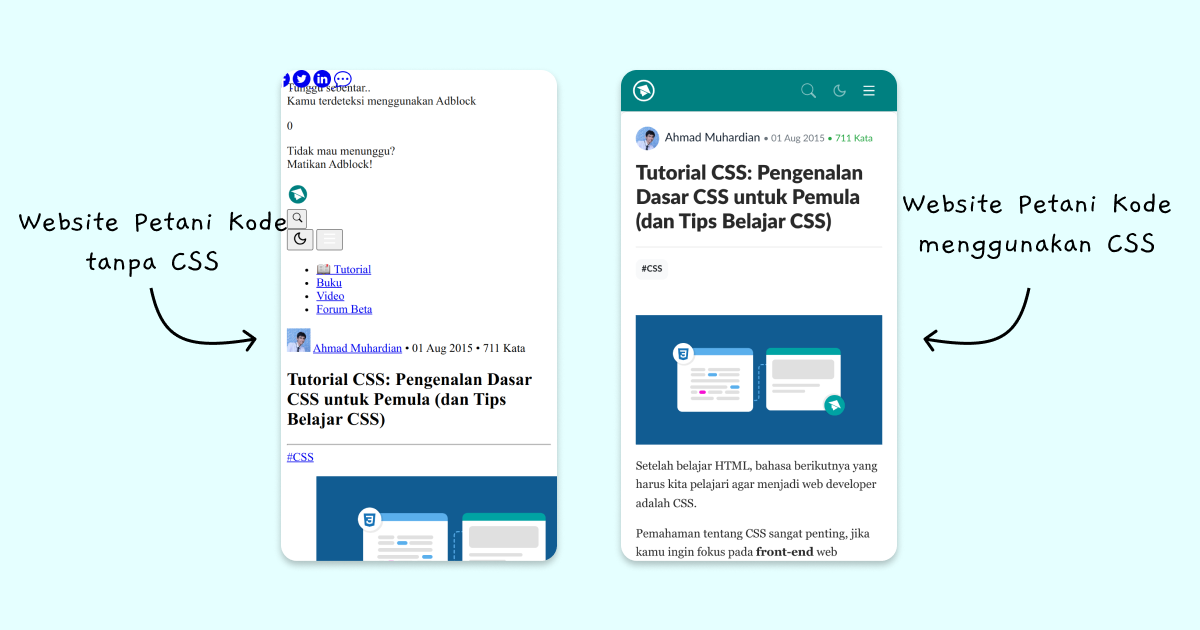 Website Petani Kode
tanpa CSS
in
Tunggu sebentar..
Kamu terdeteksi menggunakan Adblock
0
Tidak mau menunggu?
Matikan Adblock!
Tutorial
Buku
Video
Forum Beta
Ahmad Muhardian • 01 Aug 2015 • 711 Kata
Tutorial CSS: Pengenalan Dasar
CSS untuk Pemula (dan Tips
Belajar CSS)
#CSS
3
Ahmad Muhardian • 01 Aug 2015 • 711 Kata
Tutorial CSS: Pengenalan
Dasar CSS untuk Pemula
(dan Tips Belajar CSS)
#CSS
3
Setelah belajar HTML, bahasa berikutnya yang
harus kita pelajari agar menjadi web developer
adalah CSS.
Pemahaman tentang CSS sangat penting, jika
kamu ingin fokus pada front-end web
Website Petani Kode
menggunakan CSS